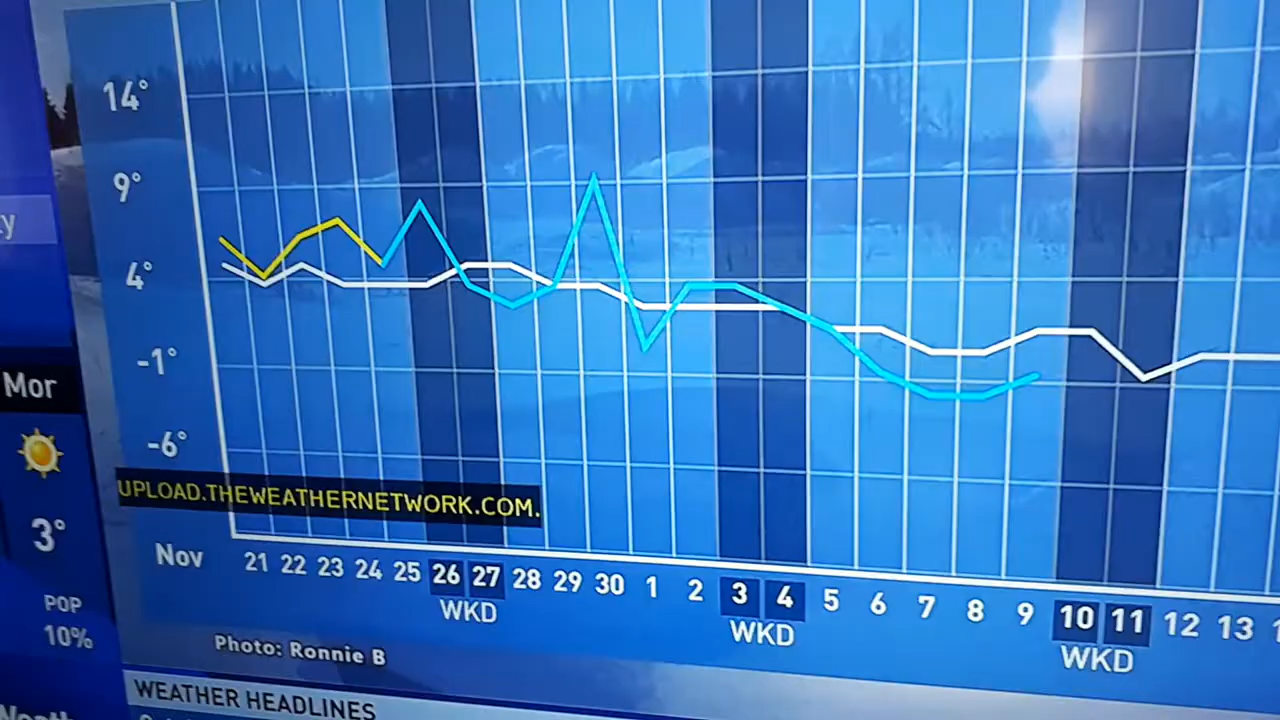 14°
9°
4°
-1°
-6°
Mor
3°
POP
10%
UPLOAD.THEWEATHERNETWORK.COM.
Nov 21 22 23 24 25 26 27 28 29 30 1 2 3 4 5 6 7 8 9 10 11 12 13
WKD WKD WKD
Photo: Ronnie B
WEATHER HEADLINES